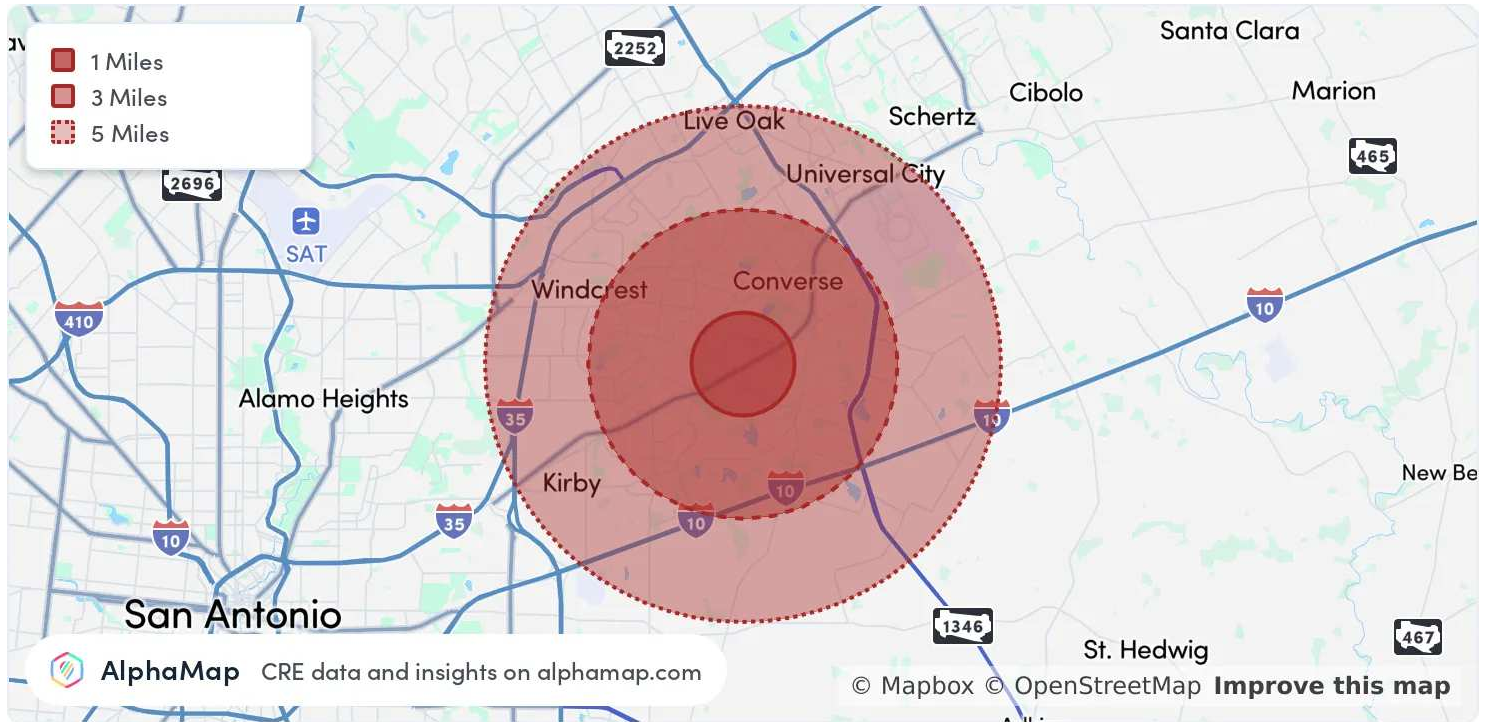 1 Miles
3 Miles
5 Miles
2252
Santa Clara
Cibolo
Marion
Schertz
Live Oak
465
Universal City
2696
SAT
Converse
Windcrest
10
410
Alamo Heights
35
10
Kirby
New Be
10
10
35
10
San Antonio
1346
467
St. Hedwig
AlphaMap CRE data and insights on alphamap.com
© Mapbox © OpenStreetMap Improve this map